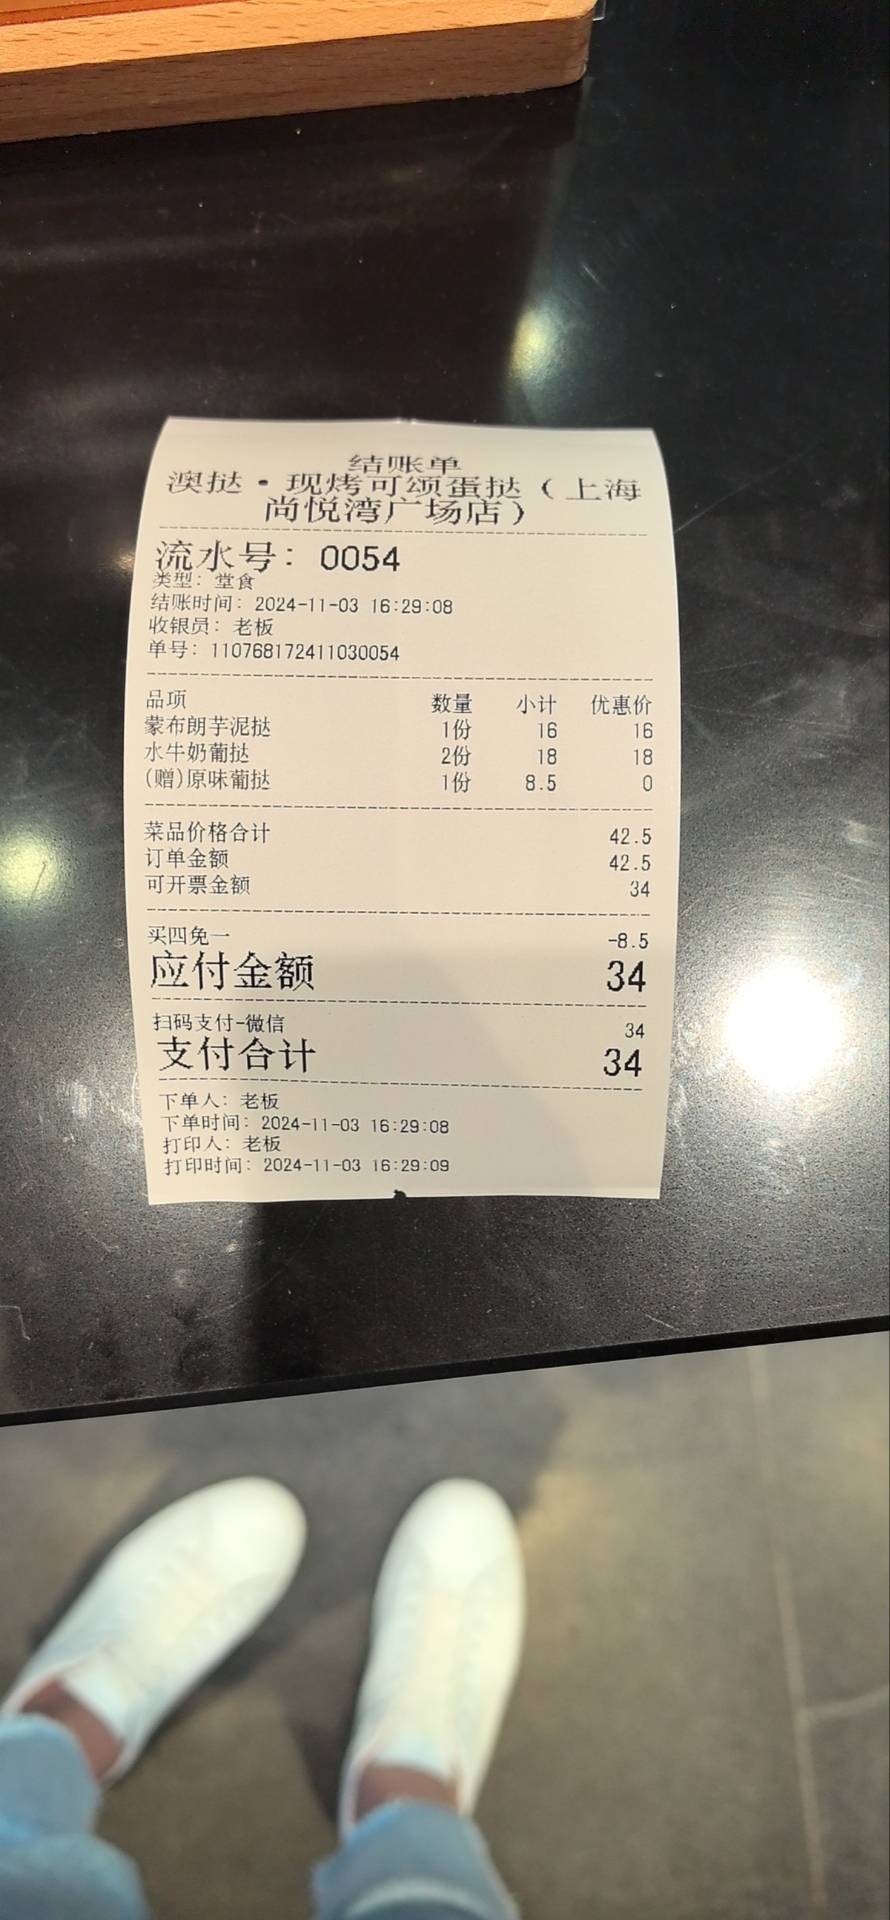 结账单
澳挞·现烤可颂蛋挞（上海
尚悦湾广场店）
流水号：0054
类型：堂食
结账时间：2024-11-03 16:29:08
收银员：老板
单号：110768172411030054
品项 数量 小计 优惠价
蒙布朗芋泥挞 1份 16 16
水牛奶葡挞 2份 18 18
(赠)原味葡挞 1份 8.5 0
菜品价格合计 42.5
订单金额 42.5
可开票金额 34
买四免一 -8.5
应付金额 34
扫码支付-微信 34
支付合计 34
下单人：老板
下单时间：2024-11-03 16:29:08
打印人：老板
打印时间：2024-11-03 16:29:09